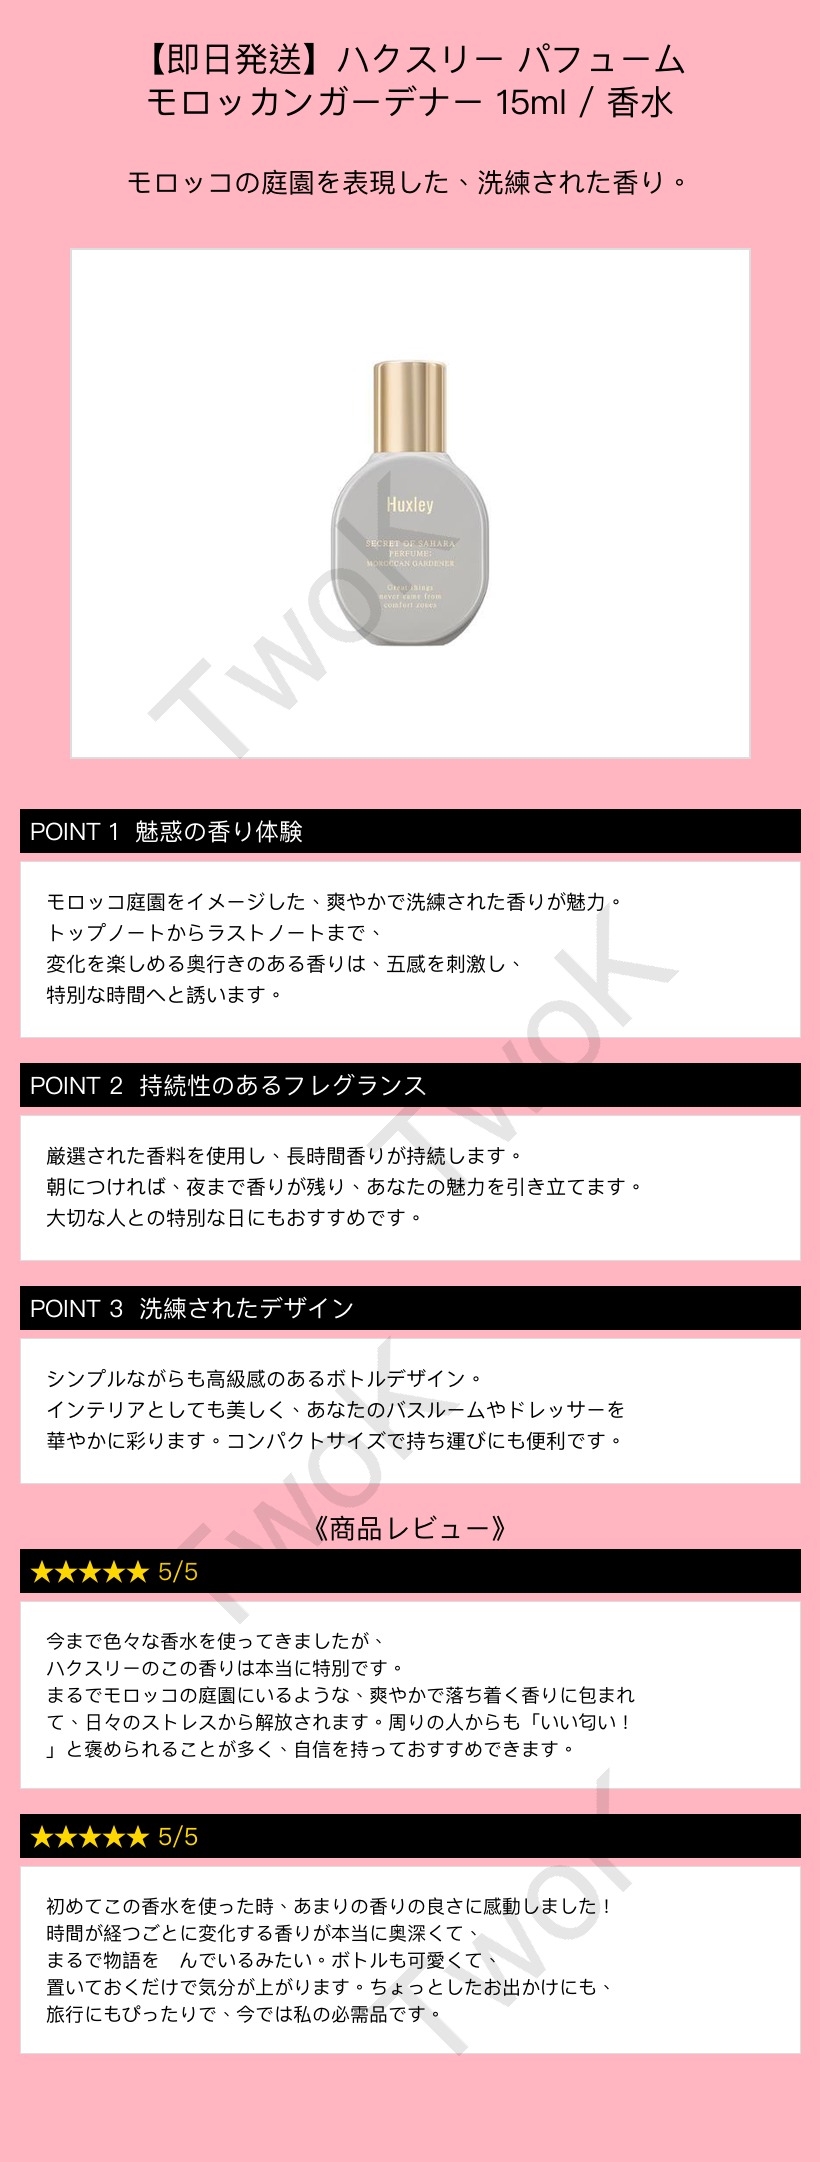 【即日発送】ハクスリー パフューム
モロッカンガーデナー 15ml / 香水
モロッコの庭園を表現した、洗練された香り。
Huxley
SECRET OF SAHARA
PERFUME;
MOROCCAN GARDENER
Great things
never came from
comfort zones
TwoK
POINT 1 魅惑の香り体験
モロッコ庭園をイメージした、爽やかで洗練された香りが魅力。
トップノートからラストノートまで、
変化を楽しめる奥行きのある香りは、五感を刺激し、
特別な時間へと誘います。
TwoK
POINT 2 持続性のあるフレグランス
厳選された香料を使用し、長時間香りが持続します。
朝につければ、夜まで香りが残り、あなたの魅力を引き立てます。
大切な人との特別な日にもおすすめです。
POINT 3 洗練されたデザイン
シンプルながらも高級感のあるボトルデザイン。
インテリアとしても美しく、あなたのバスルームやドレッサーを
華やかに彩ります。コンパクトサイズで持ち運びにも便利です。
TwoK
《商品レビュー》
★★★★★ 5/5
今まで色々な香水を使ってきましたが、
ハクスリーのこの香りは本当に特別です。
まるでモロッコの庭園にいるような、爽やかで落ち着く香りに包まれ
て、日々のストレスから解放されます。周りの人からも「いい匂い！
」と褒められることが多く、自信を持っておすすめできます。
★★★★★ 5/5
初めてこの香水を使った時、あまりの香りの良さに感動しました！
時間が経つごとに変化する香りが本当に奥深くて、
まるで物語を　んでいるみたい。ボトルも可愛くて、
置いておくだけで気分が上がります。ちょっとしたお出かけにも、
旅行にもぴったりで、今では私の必需品です。
TwoK